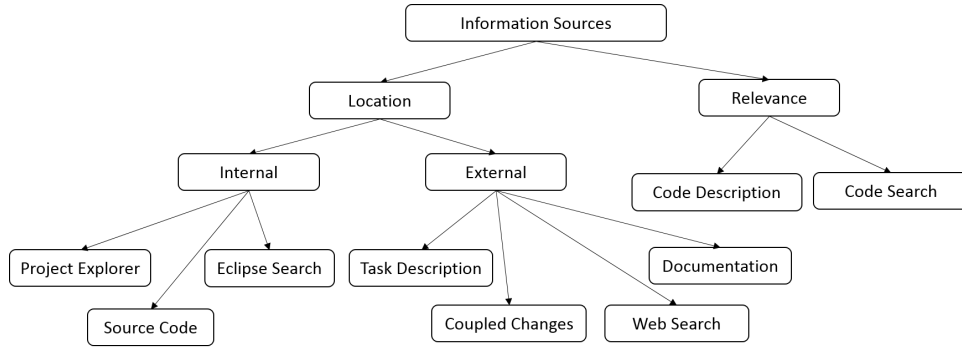 Information Sources
Location
Relevance
Internal
External
Code Description
Code Search
Project Explorer
Eclipse Search
Task Description
Documentation
Source Code
Coupled Changes
Web Search